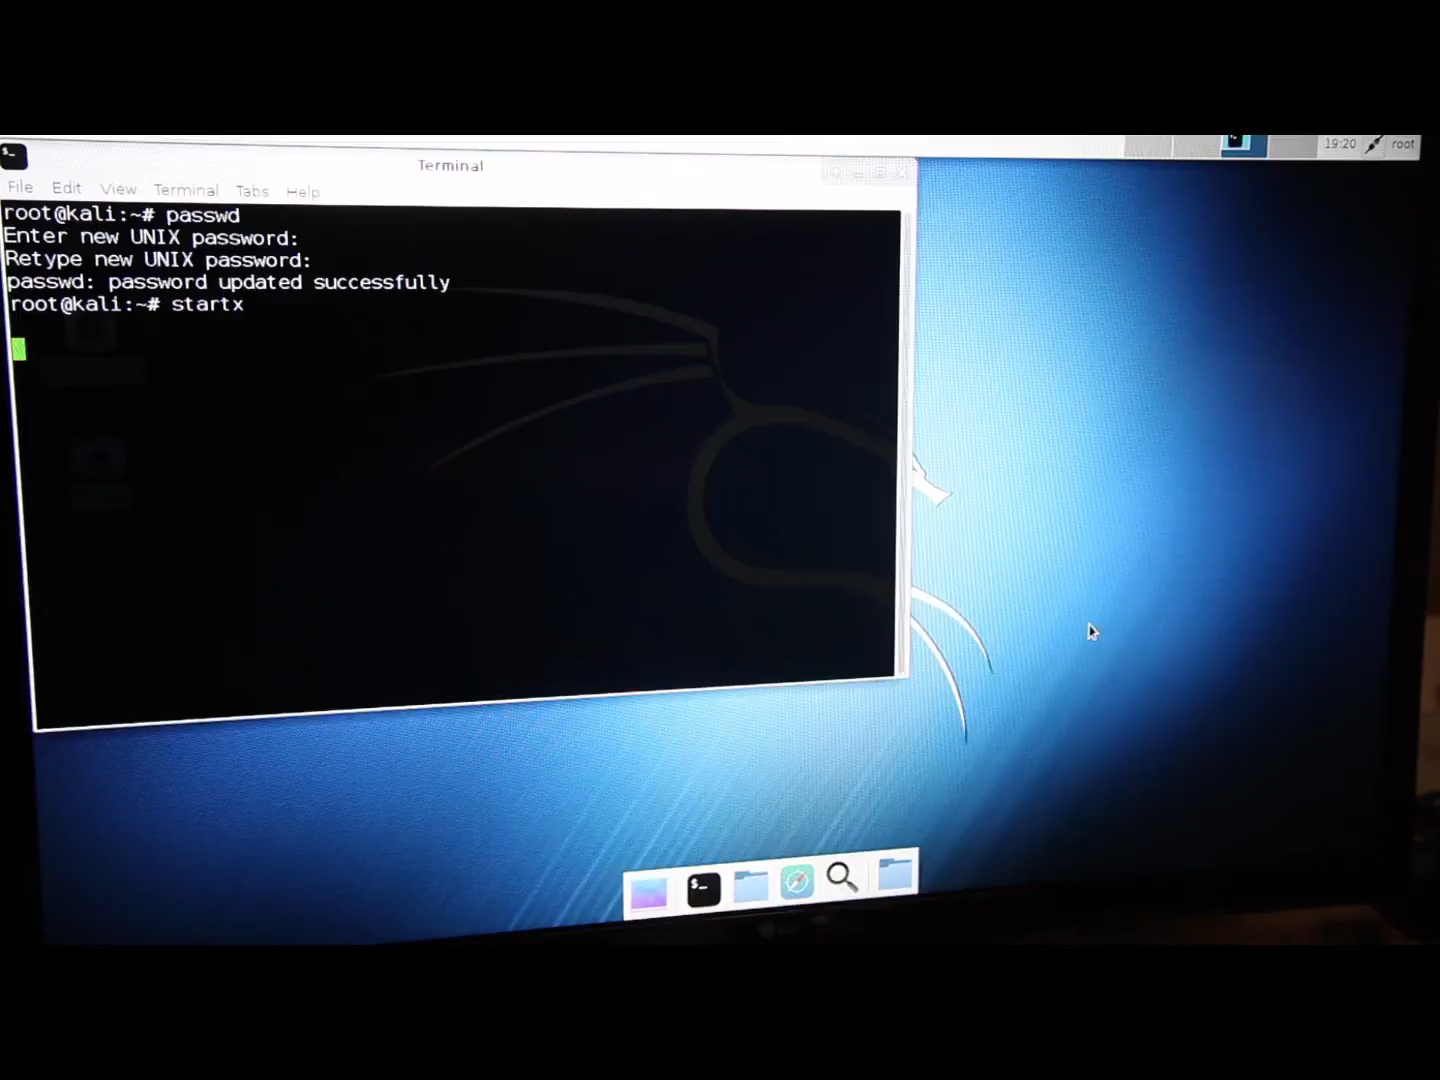 19:20 root
Terminal
File Edit View Terminal Tabs Help
root@kali:~# passwd
Enter new UNIX password:
Retype new UNIX password:
passwd: password updated successfully
root@kali:~# startx
$_